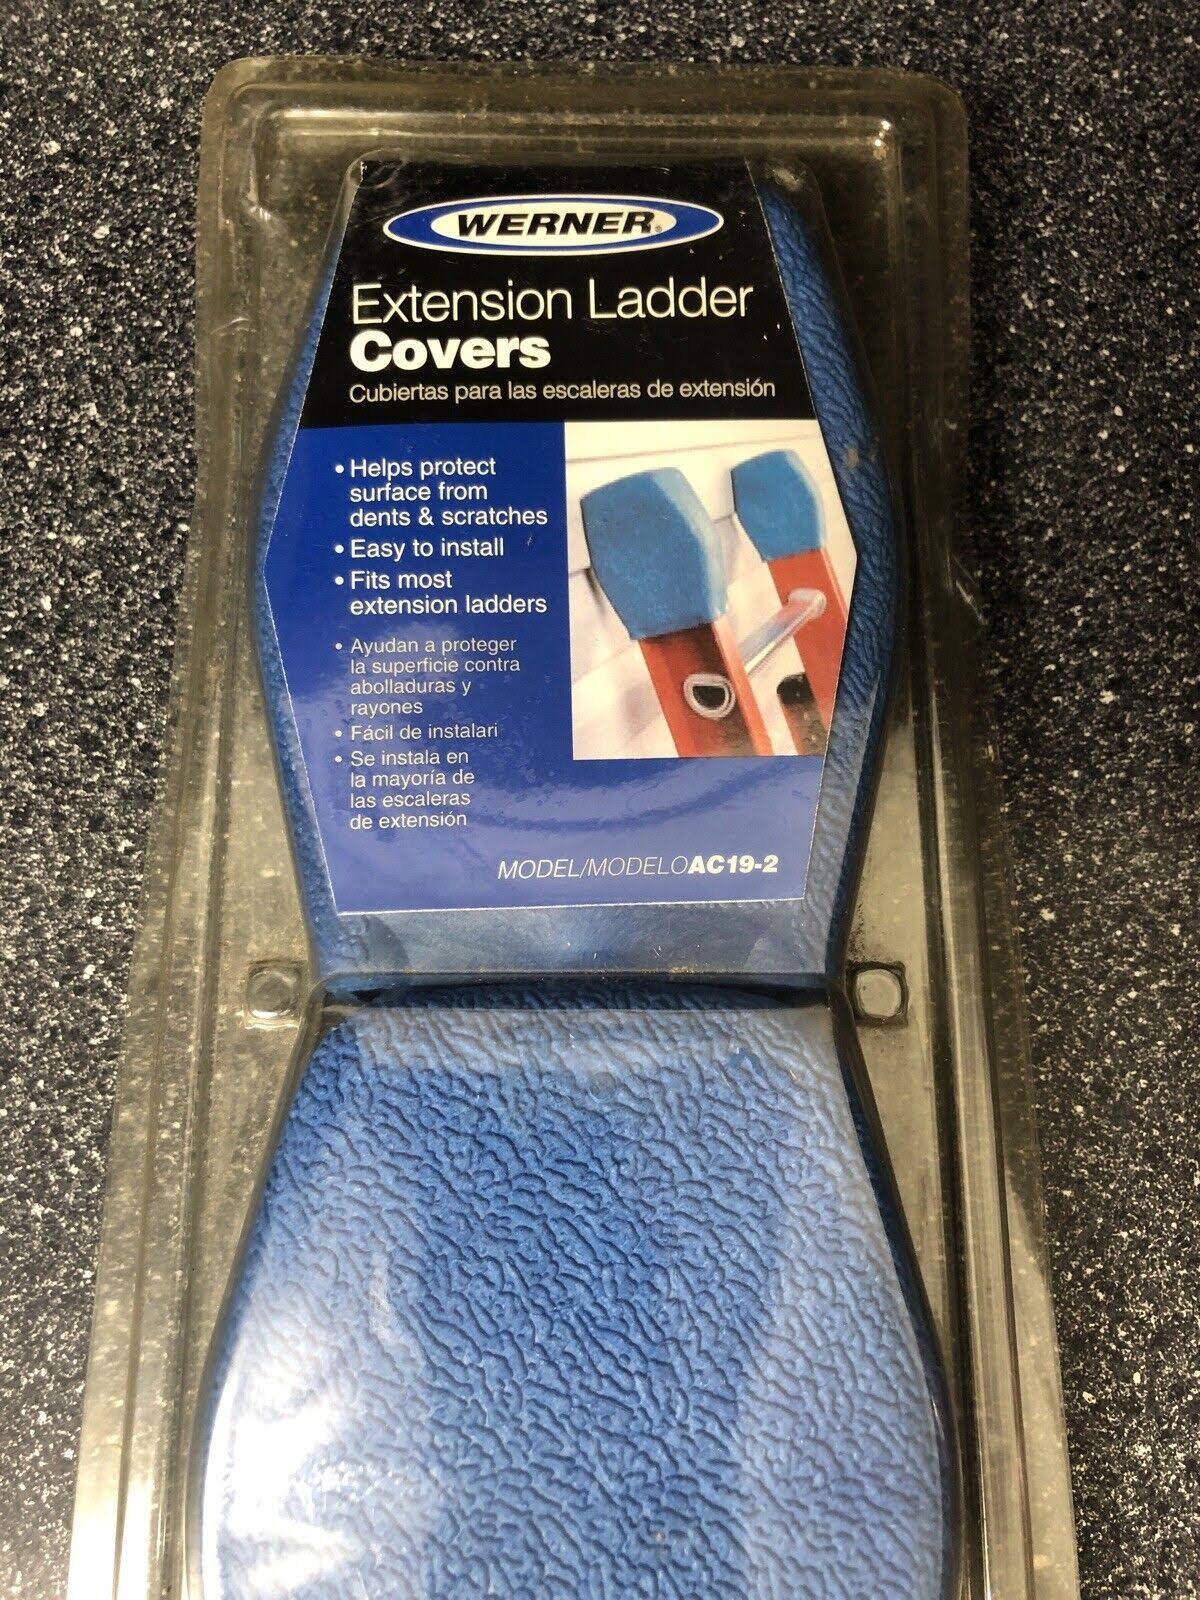 WERNER®
Extension Ladder
Covers
Cubiertas para las escaleras de extensión
• Helps protect
surface from
dents & scratches
• Easy to install
• Fits most
extension ladders
• Ayudan a proteger
la superficie contra
abolladuras y
rayones
• Fácil de instalari
• Se instala en
la mayoría de
las escaleras
de extensión
MODEL/MODELO AC19-2